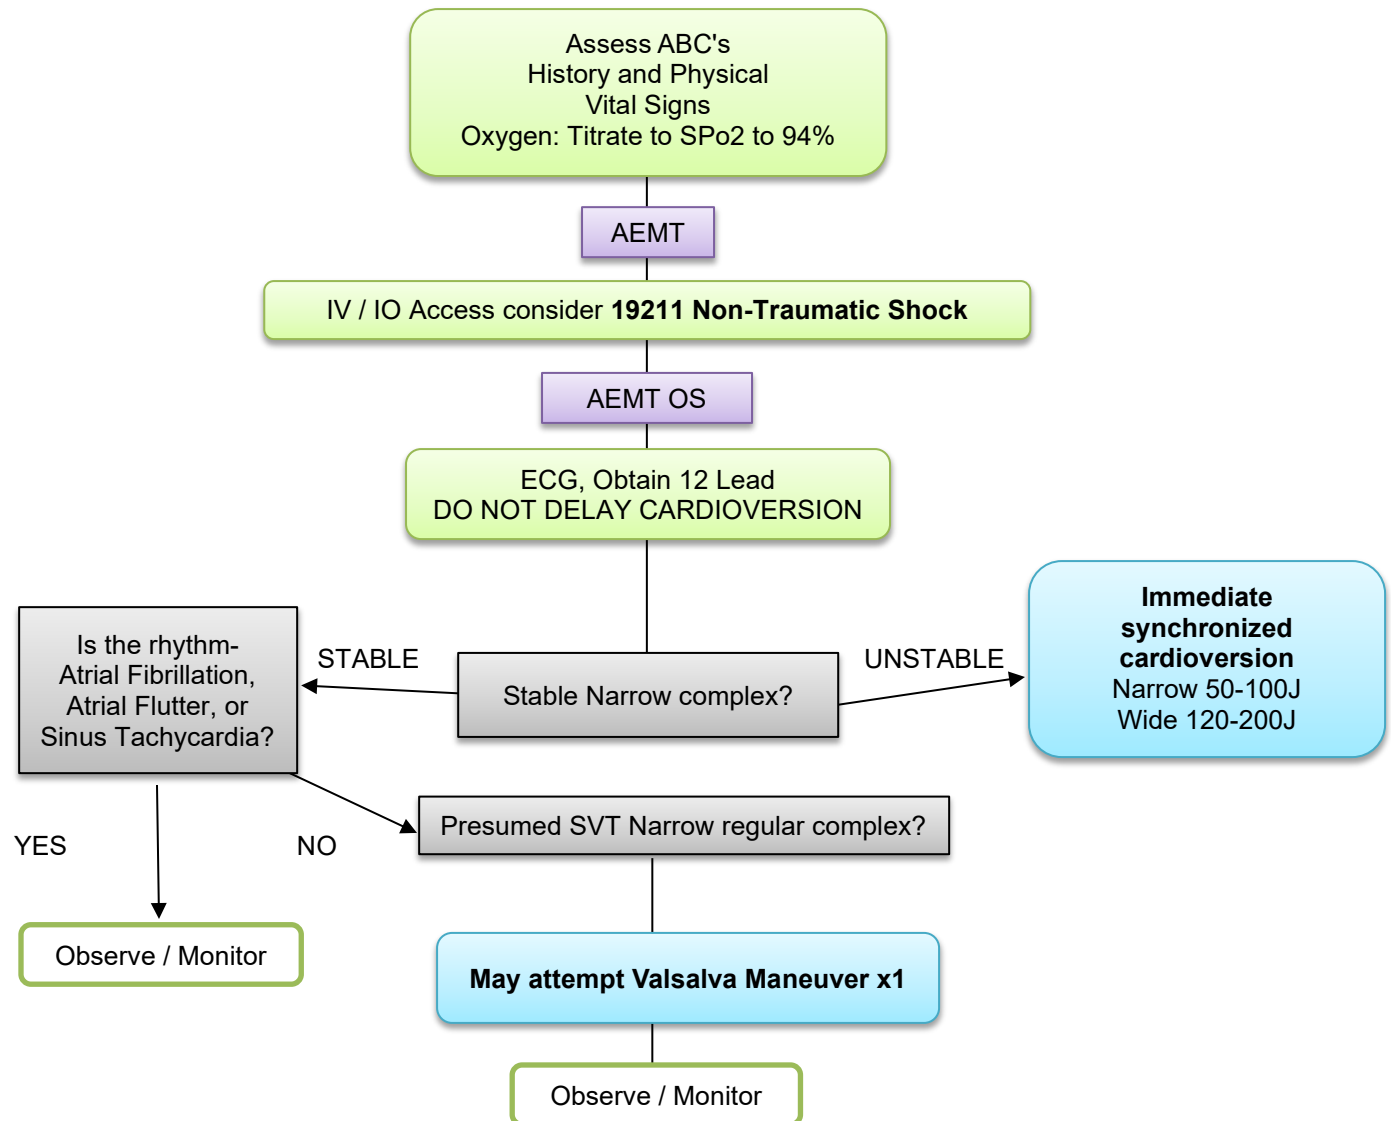 Assess ABC's
History and Physical
Vital Signs
Oxygen: Titrate to SPo2 to 94%
AEMT
IV / IO Access consider 19211 Non-Traumatic Shock
AEMT OS
ECG, Obtain 12 Lead
DO NOT DELAY CARDIOVERSION
Is the rhythm-
Atrial Fibrillation,
Atrial Flutter, or
Sinus Tachycardia?
STABLE
Stable Narrow complex?
UNSTABLE
Immediate
synchronized
cardioversion
Narrow 50-100J
Wide 120-200J
YES
NO
Presumed SVT Narrow regular complex?
Observe / Monitor
May attempt Valsalva Maneuver x1
Observe / Monitor